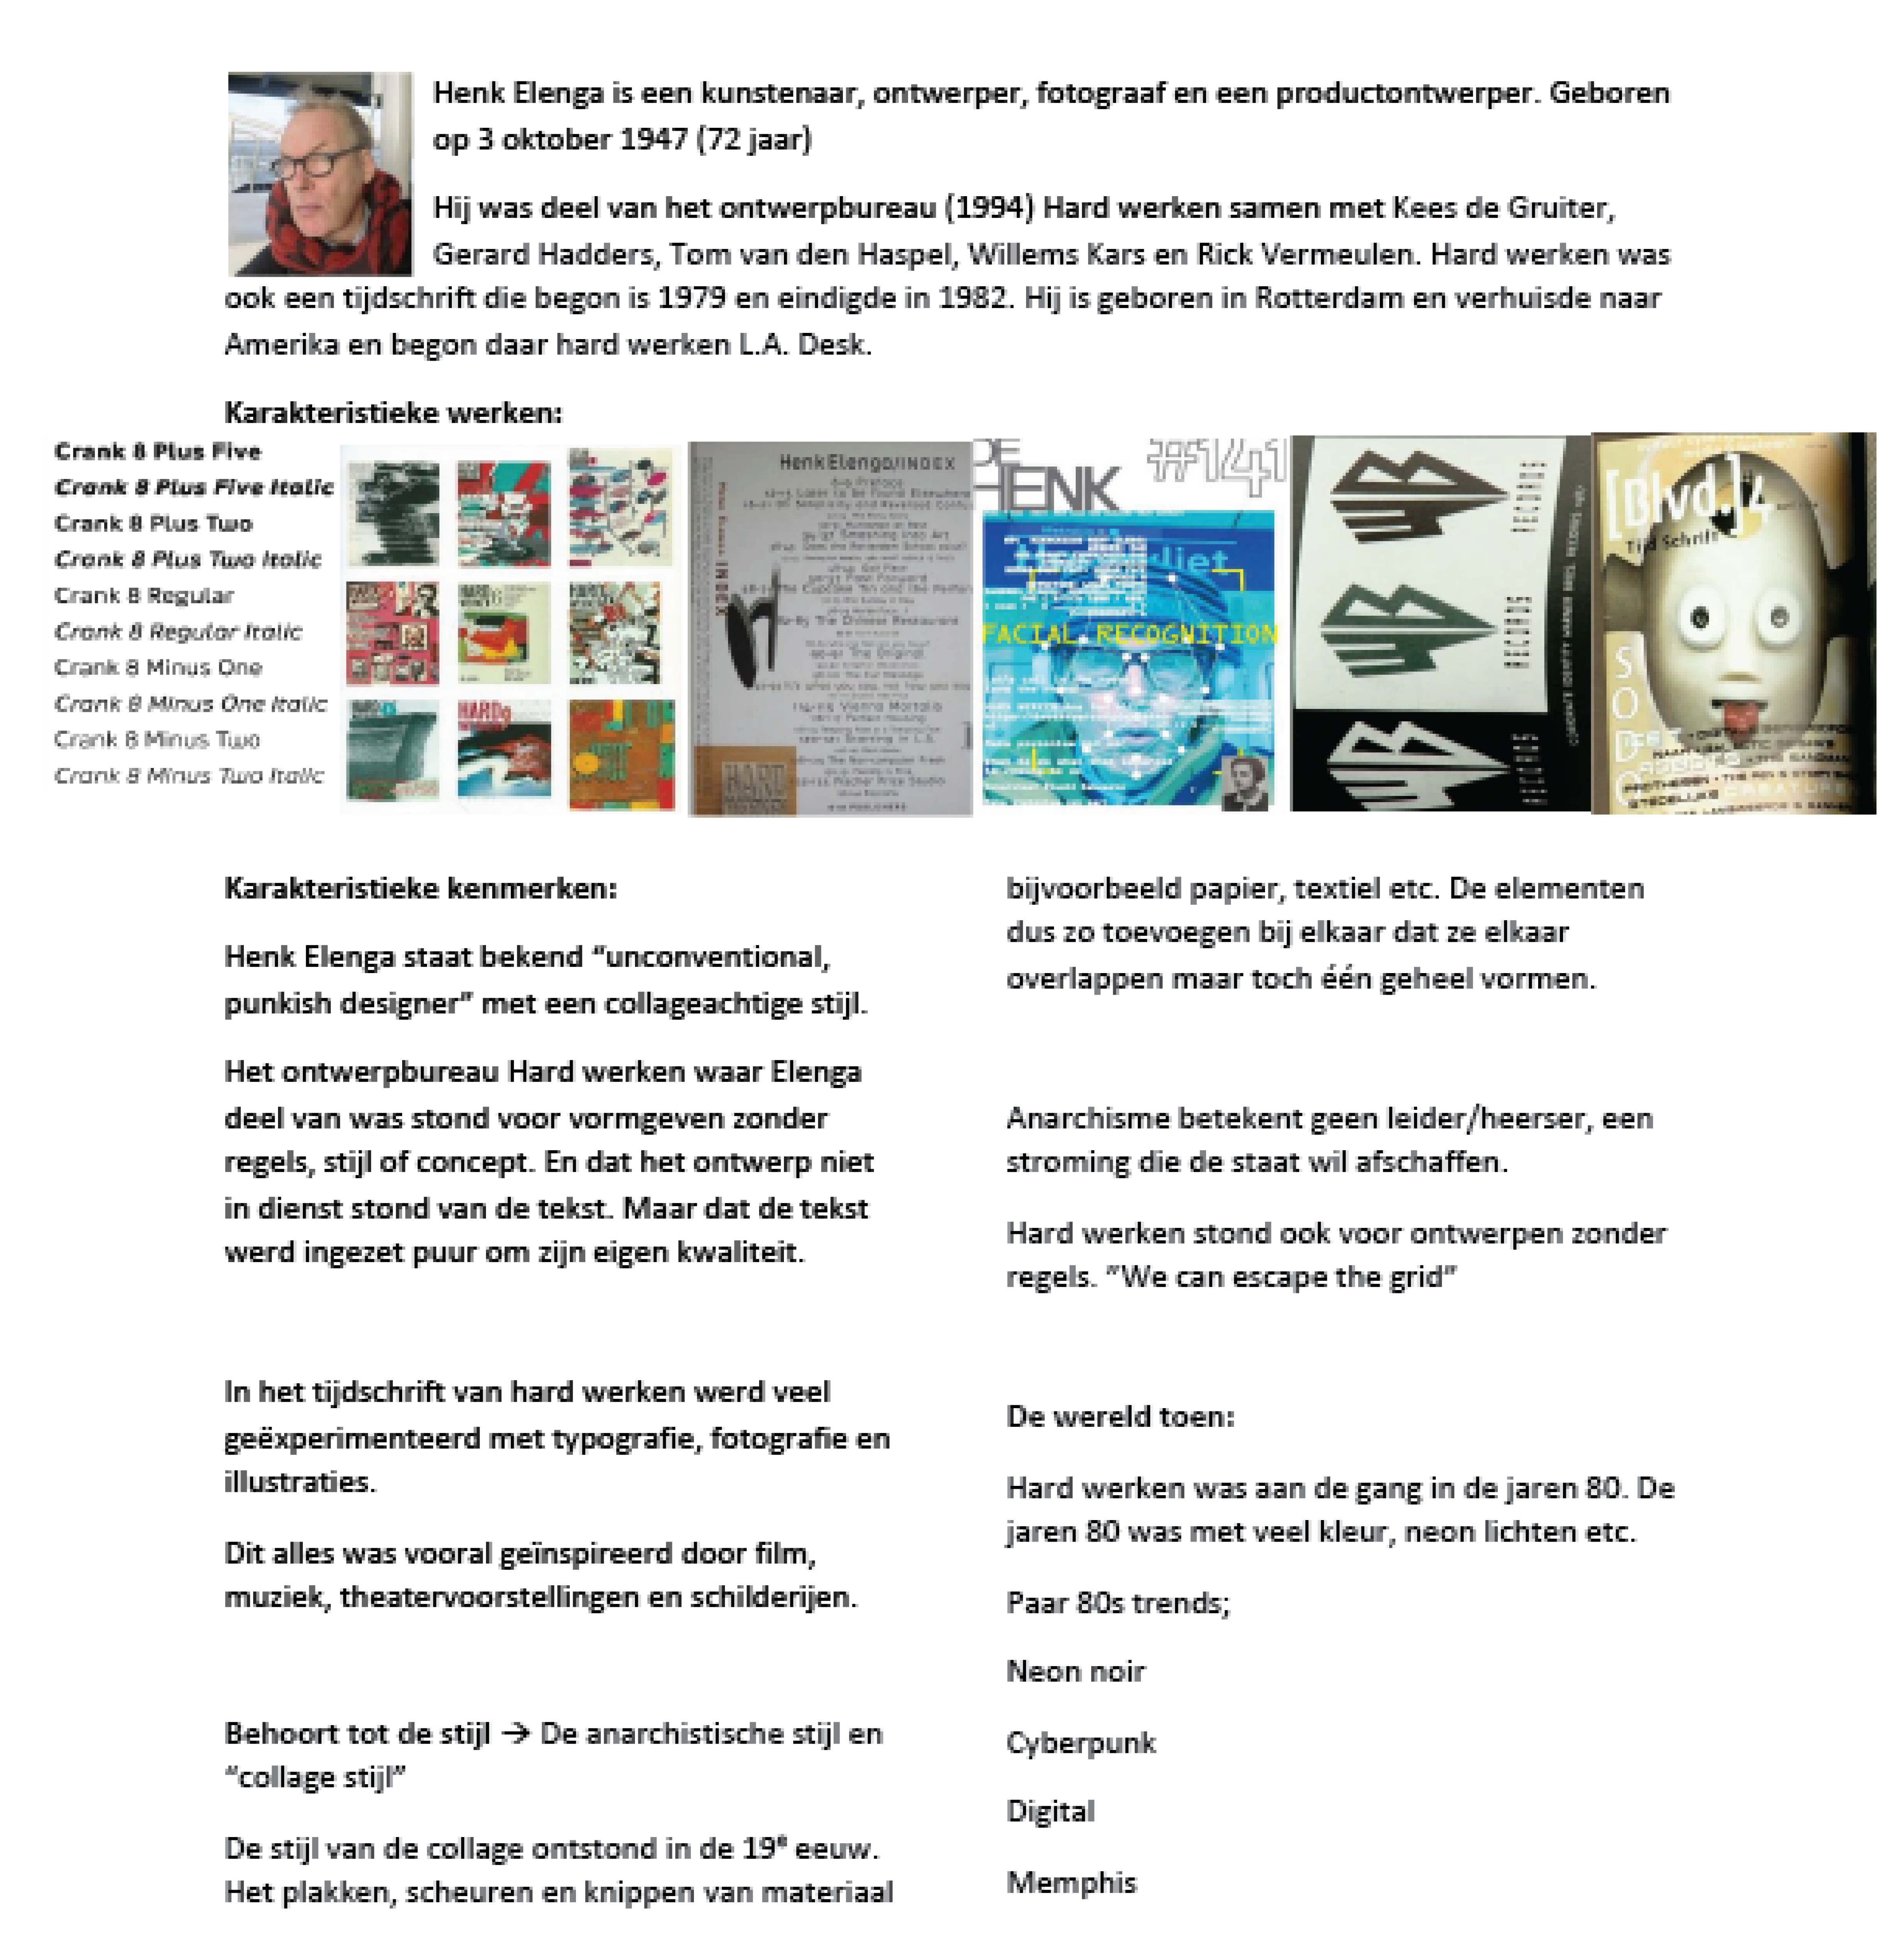 Henk Elenga is een kunstenaar, ontwerper, fotograaf en een productontwerper. Geboren
op 3 oktober 1947 (72 jaar)
Hij was deel van het ontwerpbureau (1994) Hard werken samen met Kees de Gruiter,
Gerard Hadders, Tom van den Haspel, Willems Kars en Rick Vermeulen. Hard werken was
ook een tijdschrift die begon is 1979 en eindigde in 1982. Hij is geboren in Rotterdam en verhuisde naar
Amerika en begon daar hard werken L.A. Desk.
Karakteristieke werken:
Crank 8 Plus Five
Crank 8 Plus Five Italic
Crank 8 Plus Two
Crank 8 Plus Two Italic
Crank 8 Regular
Crank 8 Regular Italic
Crank 8 Minus One
Crank 8 Minus One Italic
Crank 8 Minus Two
Crank 8 Minus Two Italic
HARD
HenkElenga/INDEX
INDEX
HARD
DE
HENK
#141
FACIAL RECOGNITION
RECORDS
RECORDS
[Blvd.]4
Tijd Schrift
Karakteristieke kenmerken:
Henk Elenga staat bekend “unconventional,
punkish designer” met een collageachtige stijl.
Het ontwerpbureau Hard werken waar Elenga
deel van was stond voor vormgeven zonder
regels, stijl of concept. En dat het ontwerp niet
in dienst stond van de tekst. Maar dat de tekst
werd ingezet puur om zijn eigen kwaliteit.
In het tijdschrift van hard werken werd veel
geëxperimenteerd met typografie, fotografie en
illustraties.
Dit alles was vooral geïnspireerd door film,
muziek, theatervoorstellingen en schilderijen.
Behoort tot de stijl → De anarchistische stijl en
“collage stijl”
De stijl van de collage ontstond in de 19e eeuw.
Het plakken, scheuren en knippen van materiaal
bijvoorbeeld papier, textiel etc. De elementen
dus zo toevoegen bij elkaar dat ze elkaar
overlappen maar toch één geheel vormen.
Anarchisme betekent geen leider/heerser, een
stroming die de staat wil afschaffen.
Hard werken stond ook voor ontwerpen zonder
regels. “We can escape the grid”
De wereld toen:
Hard werken was aan de gang in de jaren 80. De
jaren 80 was met veel kleur, neon lichten etc.
Paar 80s trends;
Neon noir
Cyberpunk
Digital
Memphis